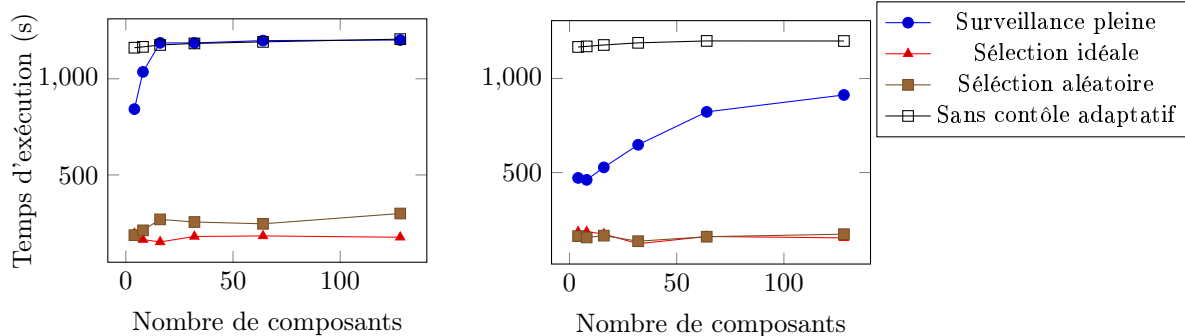 Temps d'exécution (s)
1,000
500
0
50
100
Nombre de composants
1,000
500
0
50
100
Nombre de composants
Surveillance pleine
Sélection idéale
Séléction aléatoire
Sans contôle adaptatif